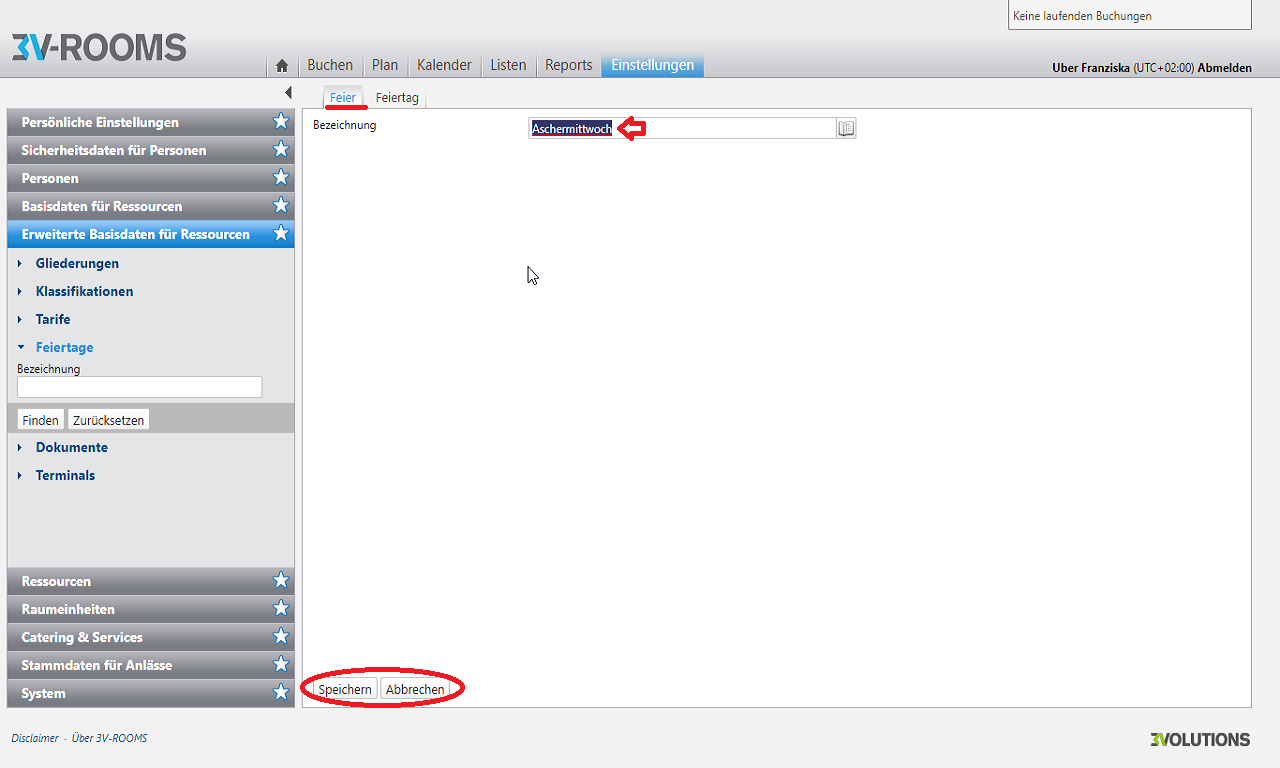 Keine laufenden Buchungen
3V-ROOMS
Buchen Plan Kalender Listen Reports Einstellungen
Uber Franziska (UTC+02:00) Abmelden
Feier Feiertag
Persönliche Einstellungen
Sicherheitsdaten für Personen
Personen
Basisdaten für Ressourcen
Erweiterte Basisdaten für Ressourcen
Gliederungen
Klassifikationen
Tarife
Feiertage
Bezeichnung
Finden Zurücksetzen
Dokumente
Terminals
Ressourcen
Raumeinheiten
Catering & Services
Stammdaten für Anlässe
System
Bezeichnung Aschermittwoch
Speichern Abbrechen
Disclaimer - Über 3V-ROOMS
3VOLUTIONS